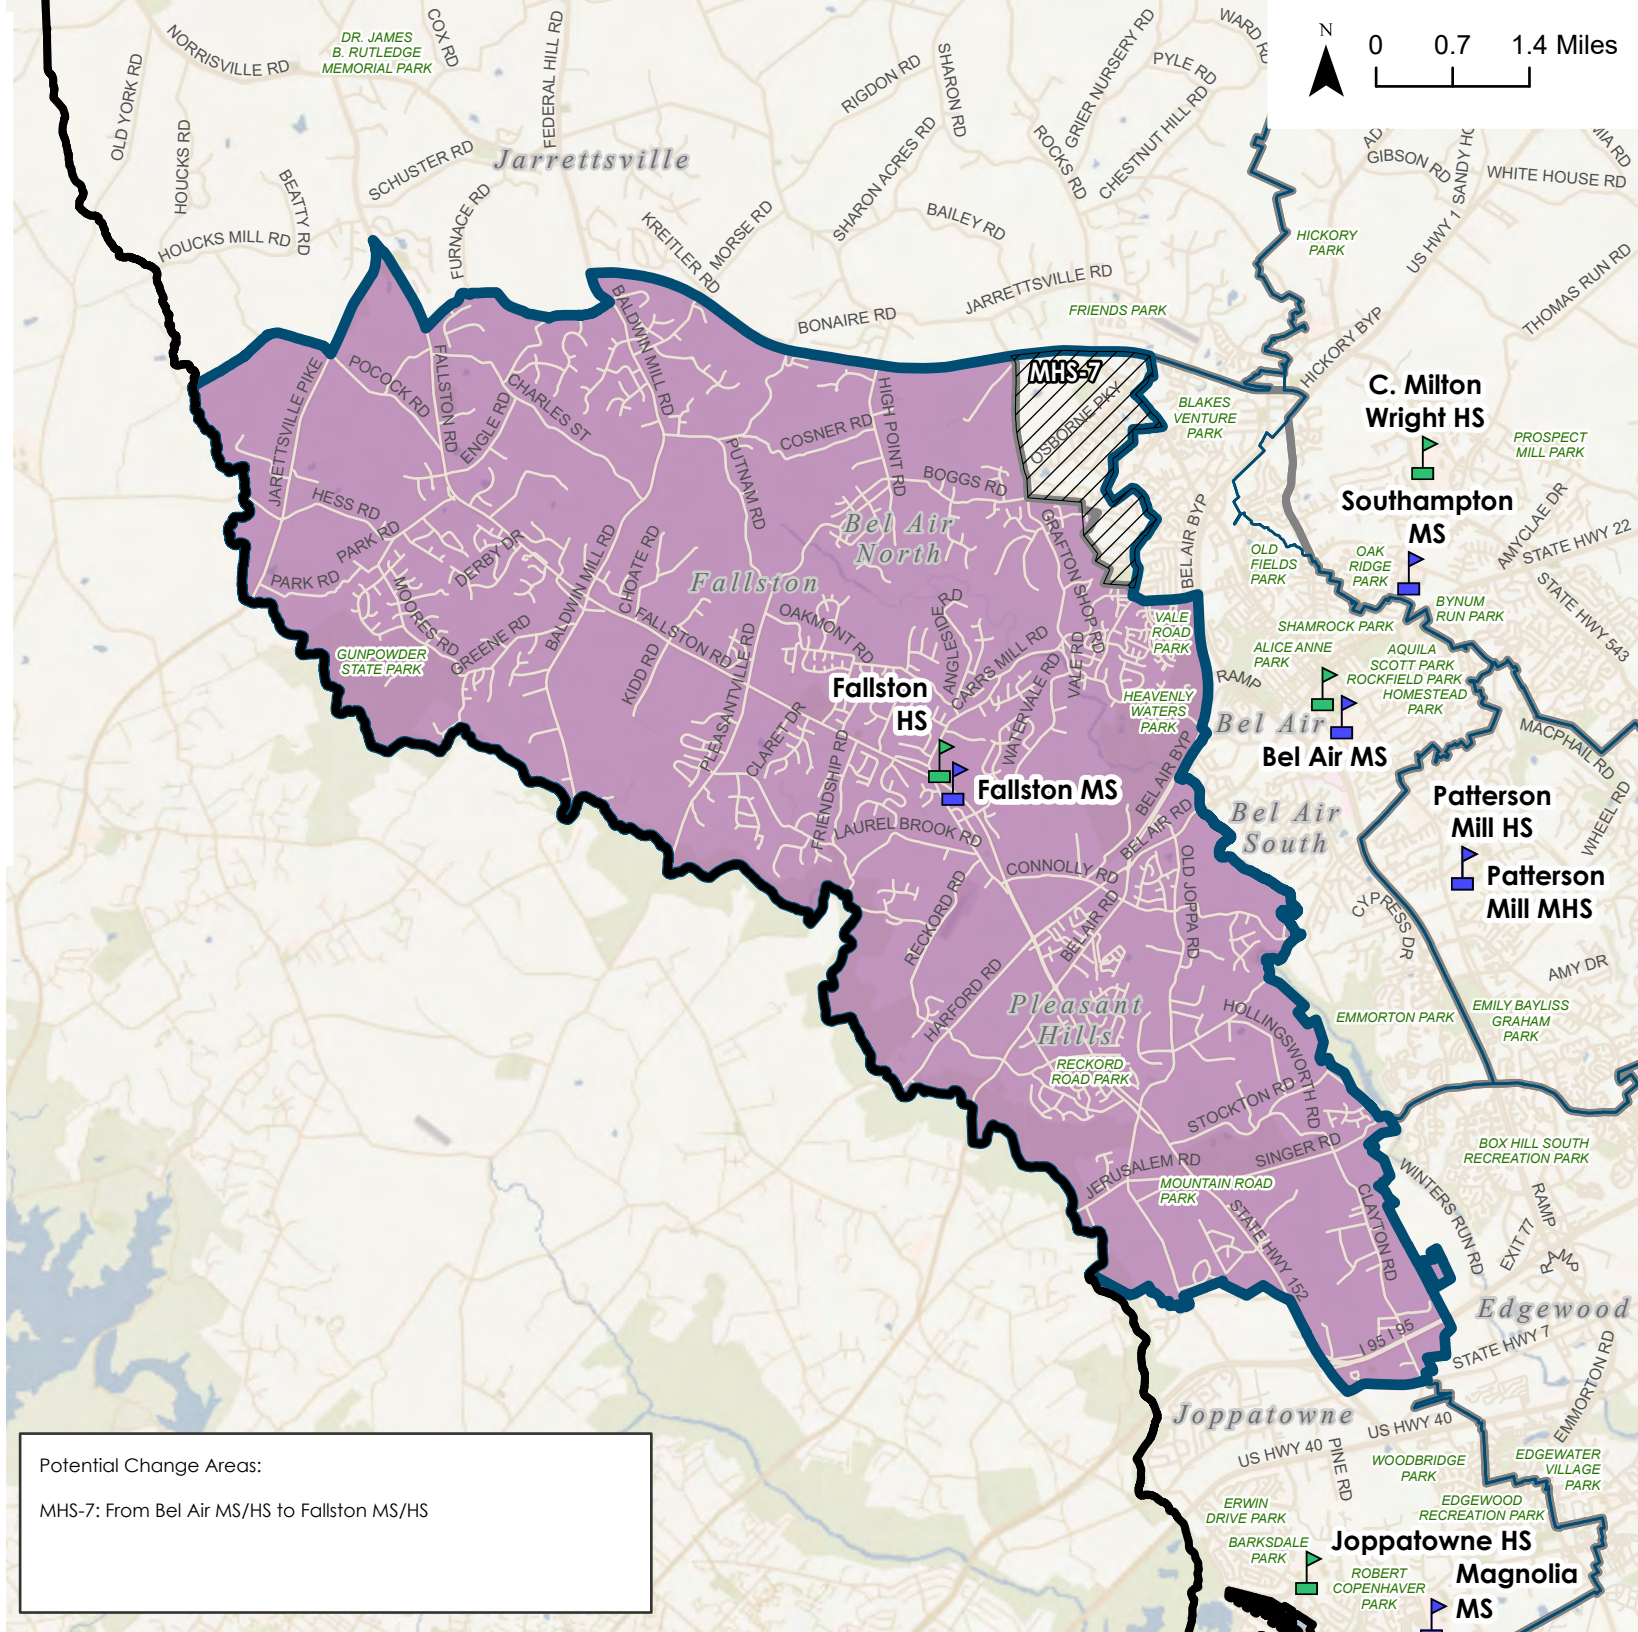 N
0 0.7 1.4 Miles
WARD RD
COX RD
DR. JAMES
B. RUTLEDGE
MEMORIAL PARK
NORRISVILLE RD
OLD YORK RD
FEDERAL HILL RD
SHARON RD
RIGDON RD
GRIER NURSERY RD
PYLE RD
CHESTNUT HILL RD
ROCKS RD
HOUCKS RD
SCHUSTER RD
Jarrettsville
BEATTY RD
FURNACE RD
HOUCKS MILL RD
KREITLER RD
MORSE RD
SHARON ACRES RD
BAILEY RD
JARRETTSVILLE RD
BONAIRE RD
FRIENDS PARK
HICKORY
PARK
AD
GIBSON RD
US HWY 1
SANDY HO
MIA RD
WHITE HOUSE RD
THOMAS RUN RD
HICKORY BYP
MHS-7
OSBORNE PKY
BLAKES
VENTURE
PARK
C. Milton
Wright HS
PROSPECT
MILL PARK
Southampton
MS
AMYCLAE DR
STATE HWY 22
STATE HWY 543
OLD
FIELDS
PARK
OAK
RIDGE
PARK
BYNUM
RUN PARK
SHAMROCK PARK
ALICE ANNE
PARK
AQUILA
SCOTT PARK
ROCKFIELD PARK
HOMESTEAD
PARK
RAMP
Bel Air
Bel Air MS
MACPHAIL RD
WHEEL RD
JARRETTSVILLE PIKE
POCOCK RD
FALLSTON RD
ENGLE RD
CHARLES ST
BALDWIN MILL RD
PUTNAM RD
COSNER RD
HIGH POINT RD
BOGGS RD
Bel Air
North
GRAFTON SHOP RD
BEL AIR BYP
HESS RD
PARK RD
PARK RD
DERBY DR
MOORES RD
GREENE RD
BALDWIN MILL RD
CHOATE RD
Fallston
FALLSTON RD
KIDD RD
OAKMONT RD
ANGLESIDE RD
CARRS MILL RD
VALE RD
WATERVALE RD
VALE
ROAD
PARK
HEAVENLY
WATERS
PARK
GUNPOWDER
STATE PARK
PLEASANTVILLE RD
CLARET DR
FRIENDSHIP RD
Fallston
HS
Fallston MS
LAUREL BROOK RD
BEL AIR BYP
BELAIR RD
Bel Air
South
Patterson
Mill HS
Patterson
Mill MHS
CYPRESS DR
AMY DR
CONNOLLY RD
OLD JOPPA RD
RECKORD RD
BELAIR RD
HARFORD RD
Pleasant
Hills
RECKORD
ROAD PARK
HOLLINGSWORTH RD
EMMORTON PARK
EMILY BAYLISS
GRAHAM
PARK
STOCKTON RD
SINGER RD
JERUSALEM RD
MOUNTAIN ROAD
PARK
STATE HWY 152
CLAYTON RD
BOX HILL SOUTH
RECREATION PARK
WINTERS RUN RD
RAMP
EXIT 77
RAMP
Edgewood
I 95 I 95
STATE HWY 7
EMMORTON RD
Joppatowne
US HWY 40
US HWY 40
PINE RD
WOODBRIDGE
PARK
EDGEWATER
VILLAGE
PARK
EDGEWOOD
RECREATION PARK
ERWIN
DRIVE PARK
BARKSDALE
PARK
Joppatowne HS
ROBERT
COPENHAVER
PARK
Magnolia
MS
Potential Change Areas:
MHS-7: From Bel Air MS/HS to Fallston MS/HS